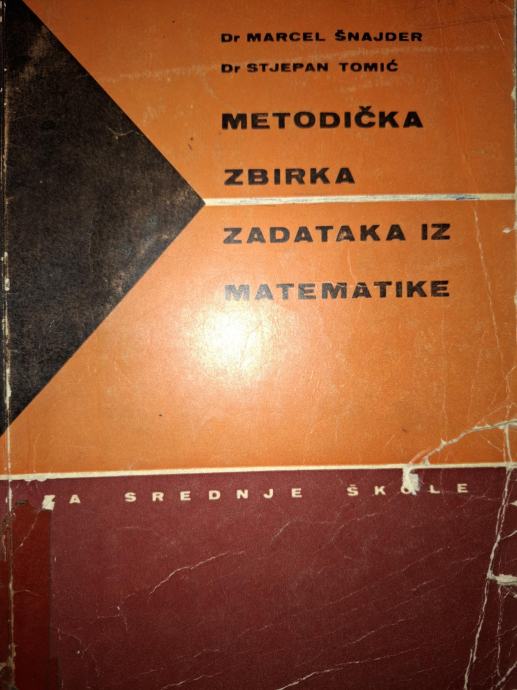 Dr MARCEL ŠNAJDER
Dr STJEPAN TOMIĆ
METODIČKA
ZBIRKA
ZADATAKA IZ
MATEMATIKE
ZA SREDNJE ŠKOLE